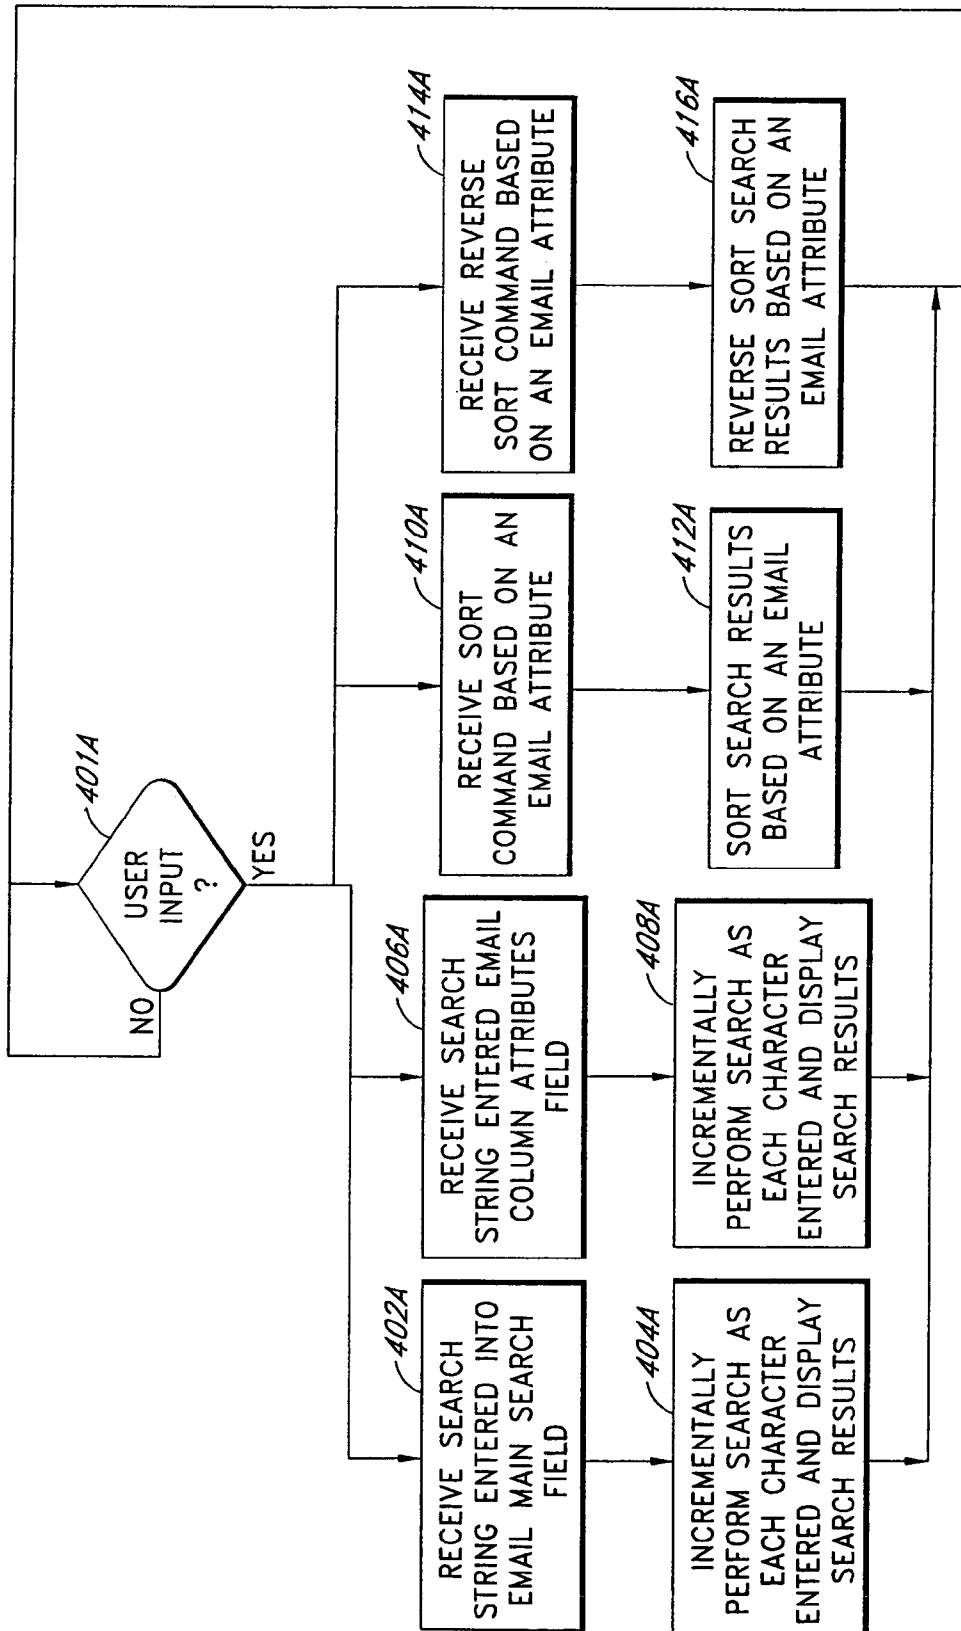 401A
USER
INPUT
?
NO
YES
402A
RECEIVE SEARCH
STRING ENTERED INTO
EMAIL MAIN SEARCH
FIELD
406A
RECEIVE SEARCH
STRING ENTERED EMAIL
COLUMN ATTRIBUTES
FIELD
410A
RECEIVE SORT
COMMAND BASED ON AN
EMAIL ATTRIBUTE
414A
RECEIVE REVERSE
SORT COMMAND BASED
ON AN EMAIL ATTRIBUTE
404A
INCREMENTALLY
PERFORM SEARCH AS
EACH CHARACTER
ENTERED AND DISPLAY
SEARCH RESULTS
408A
INCREMENTALLY
PERFORM SEARCH AS
EACH CHARACTER
ENTERED AND DISPLAY
SEARCH RESULTS
412A
SORT SEARCH RESULTS
BASED ON AN EMAIL
ATTRIBUTE
416A
REVERSE SORT SEARCH
RESULTS BASED ON AN
EMAIL ATTRIBUTE